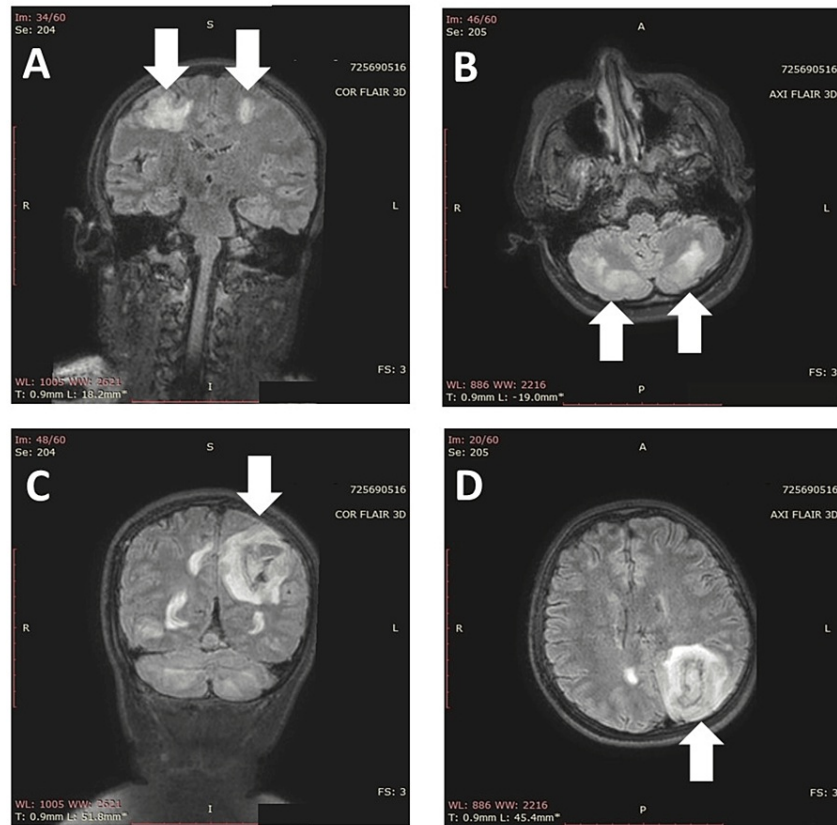 Im: 34/60
Se: 204
S
A
725690516
COR FLAIR 3D
R
L
FS: 3
WL: 1005 WW: 2621
T: 0.9mm L: 18.2mm*
I
Im: 46/60
Se: 205
A
B
725690516
AXI FLAIR 3D
R
L
FS: 3
WL: 886 WW: 2216
T: 0.9mm L: -19.0mm*
P
Im: 48/60
Se: 204
S
C
725690516
COR FLAIR 3D
R
L
FS: 3
WL: 1005 WW: 2621
T: 0.9mm L: 51.8mm*
I
Im: 20/60
Se: 205
A
D
725690516
AXI FLAIR 3D
R
L
FS: 3
WL: 886 WW: 2216
T: 0.9mm L: 45.4mm*
P